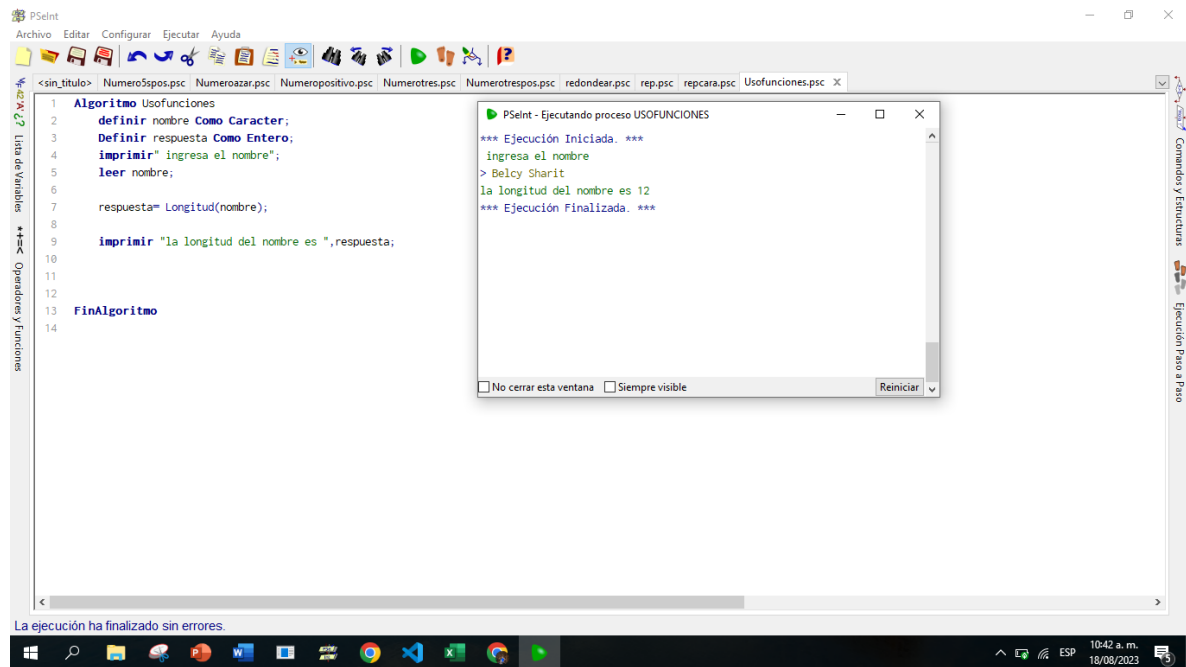 PSeInt
Archivo Editar Configurar Ejecutar Ayuda
<sin_titulo> Numero5spos.psc Numeroazar.psc Numeropositivo.psc Numerotres.psc Numerotrespos.psc redondear.psc rep.psc repcara.psc Usofunciones.psc X
1 Algoritmo Usofunciones
2 definir nombre Como Caracter;
3 Definir respuesta Como Entero;
4 imprimir" ingresa el nombre";
5 leer nombre;
6
7 respuesta= Longitud(nombre);
8
9 imprimir "la longitud del nombre es ",respuesta;
10
11
12
13 FinAlgoritmo
14
PSeInt - Ejecutando proceso USOFUNCIONES
*** Ejecución Iniciada. ***
ingresa el nombre
> Belcy Sharit
la longitud del nombre es 12
*** Ejecución Finalizada. ***
No cerrar esta ventana Siempre visible Reiniciar
Lista de Variables
*+=< Operadores y Funciones
Comandos y Estructuras
Ejecución Paso a Paso
La ejecución ha finalizado sin errores.
ESP
10:42 a. m.
18/08/2023
5